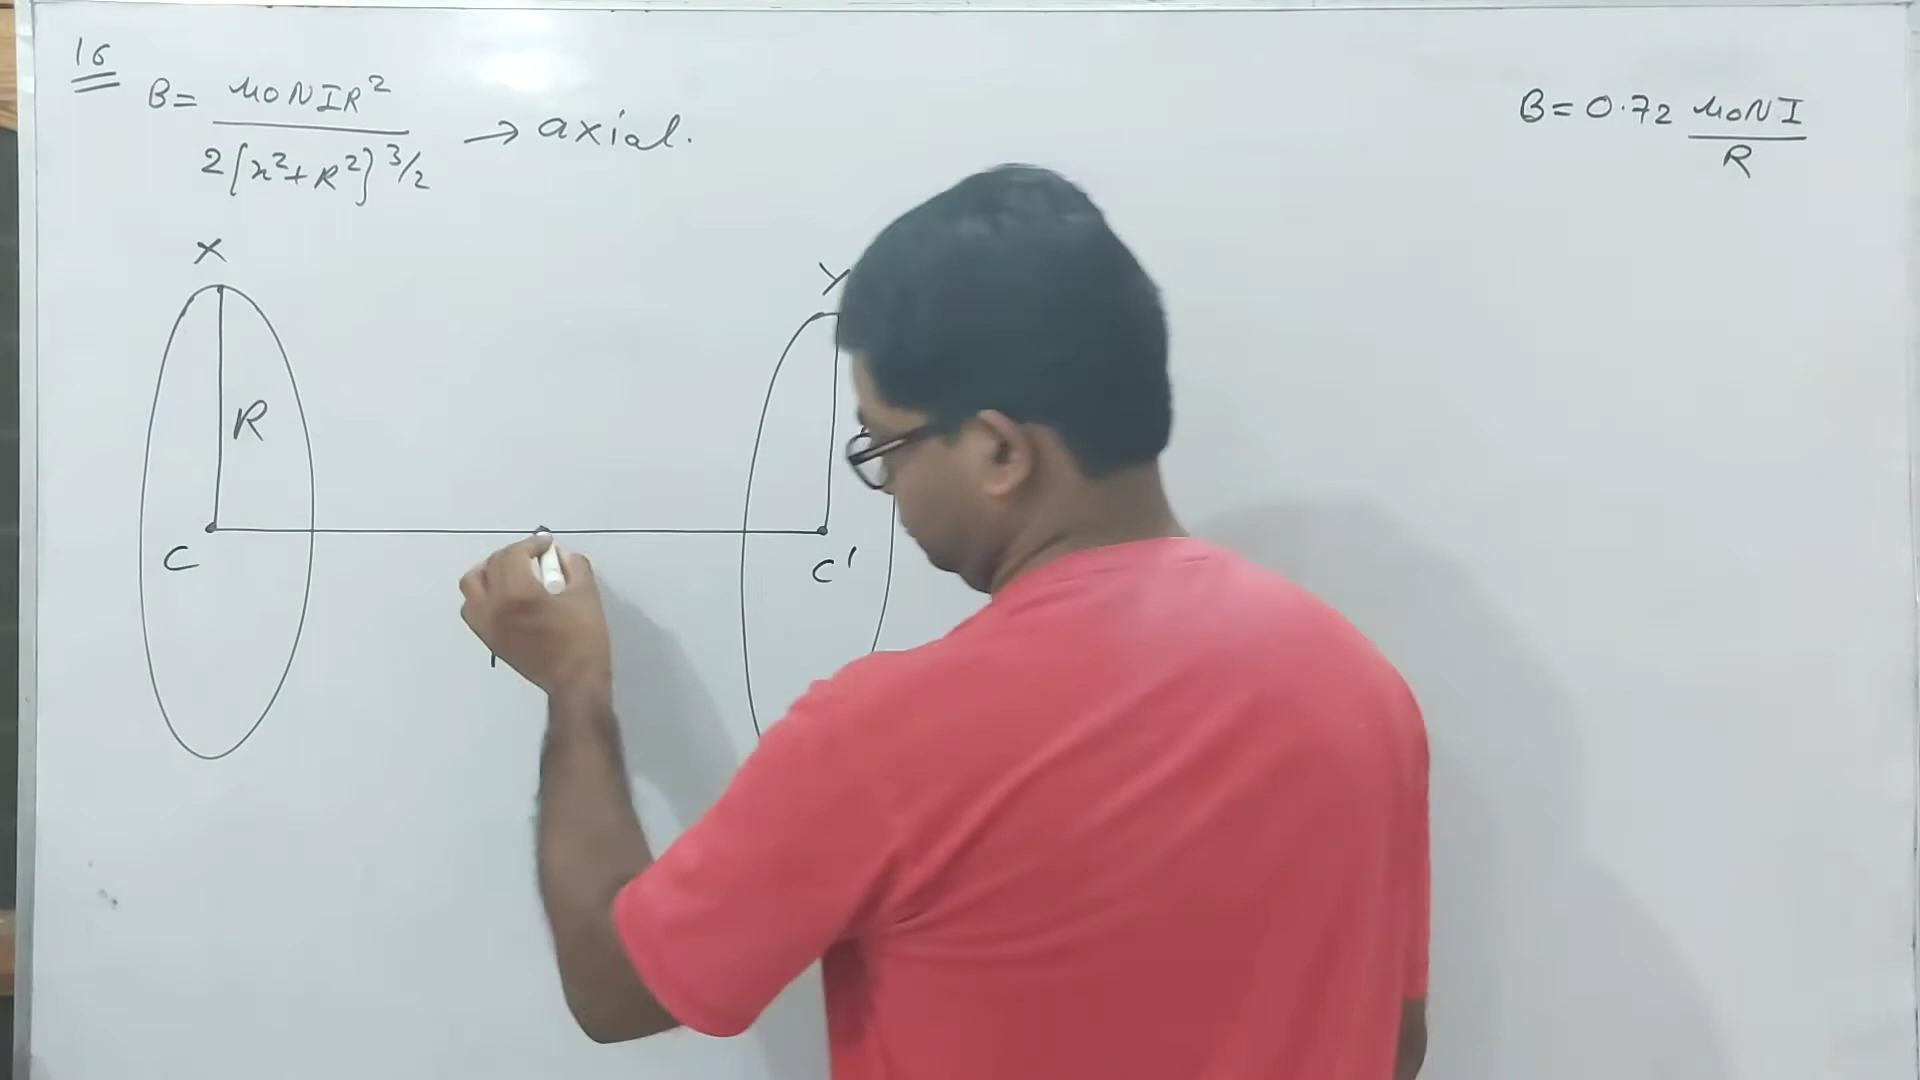 16
B = μ0NIR² / 2(x²+R²)^3/2 → axial.
B = 0.72 μ0NI / R
X
Y
R
C
C'